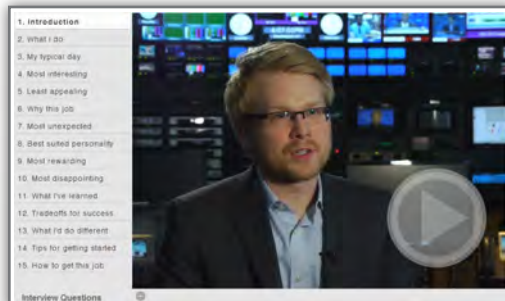 1. Introduction
2. What I do
3. My typical day
4. Most interesting
5. Least appealing
6. Why this job
7. Most unexpected
8. Best suited personality
9. Most rewarding
10. Most disappointing
11. What I've learned
12. Tradeoffs for success
13. What I'd do different
14. Tips for getting started
15. How to get this job
Interview Questions